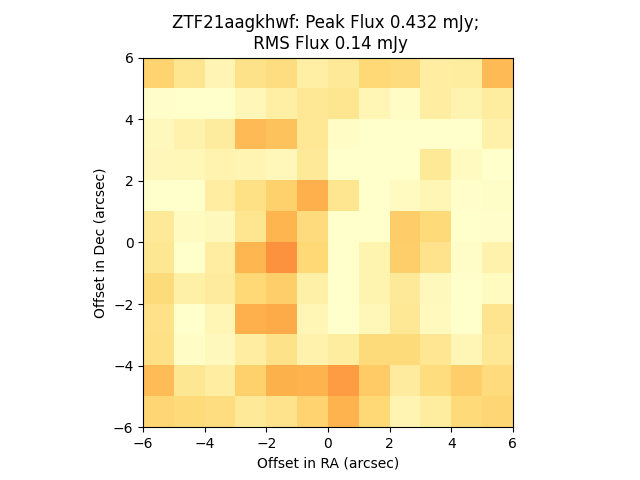 ZTF21aagkhwf: Peak Flux 0.432 mJy;
RMS Flux 0.14 mJy
6
4
2
0
−2
−4
−6
Offset in Dec (arcsec)
−6 −4 −2 0 2 4 6
Offset in RA (arcsec)